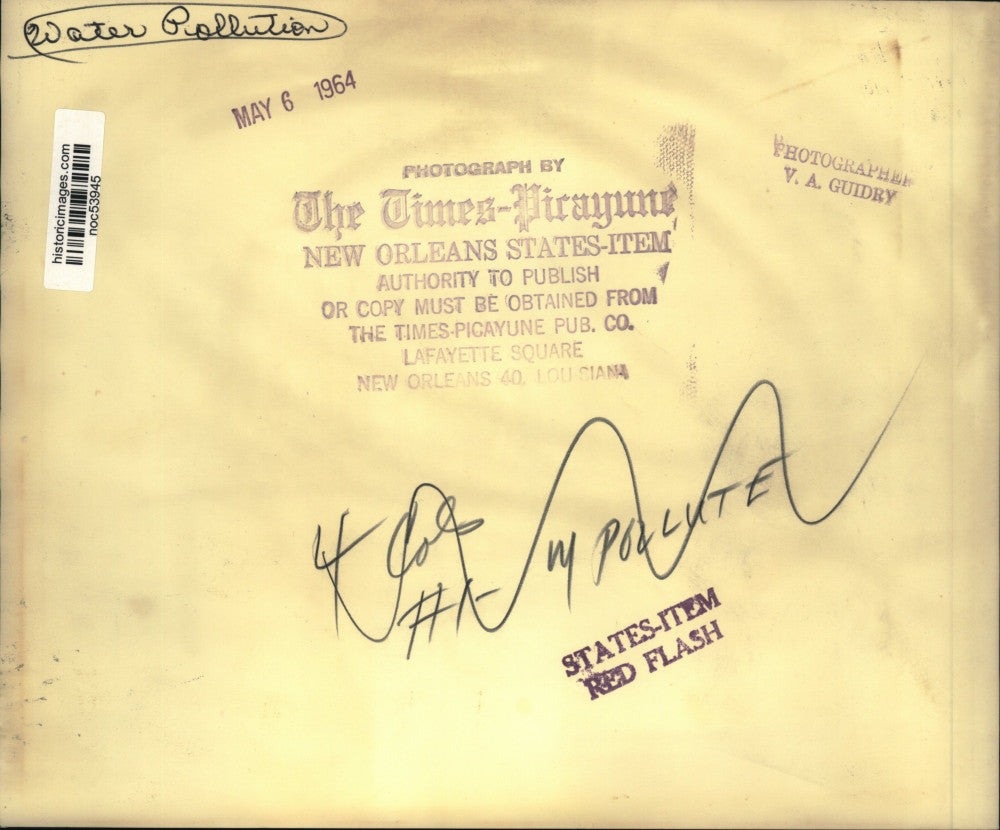 Water Pollution
MAY 6 1964
historicimages.com
noc53945
PHOTOGRAPH BY
The Times-Picayune
NEW ORLEANS STATES-ITEM
AUTHORITY TO PUBLISH
OR COPY MUST BE OBTAINED FROM
THE TIMES-PICAYUNE PUB. CO.
LAFAYETTE SQUARE
NEW ORLEANS 40, LOUISIANA
PHOTOGRAPHER
V. A. GUIDRY
4 Cols
POLLUTE
STATES-ITEM
RED FLASH